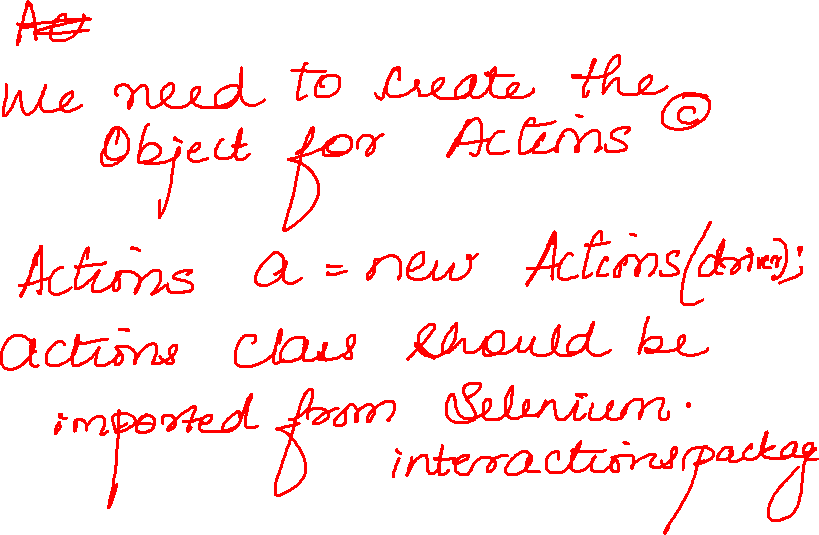 We need to create the ©
Object for Actions
Actions a = new Actions(driver);
actions class should be
imported from Selenium.
interactions packag